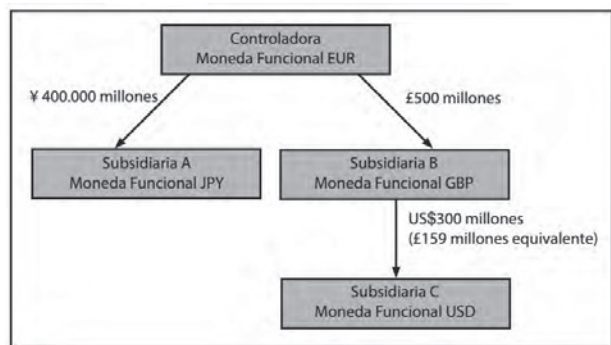 Controladora
Moneda Funcional EUR
¥ 400.000 millones
£500 millones
Subsidiaria A
Moneda Funcional JPY
Subsidiaria B
Moneda Funcional GBP
US$300 millones
(£159 millones equivalente)
Subsidiaria C
Moneda Funcional USD